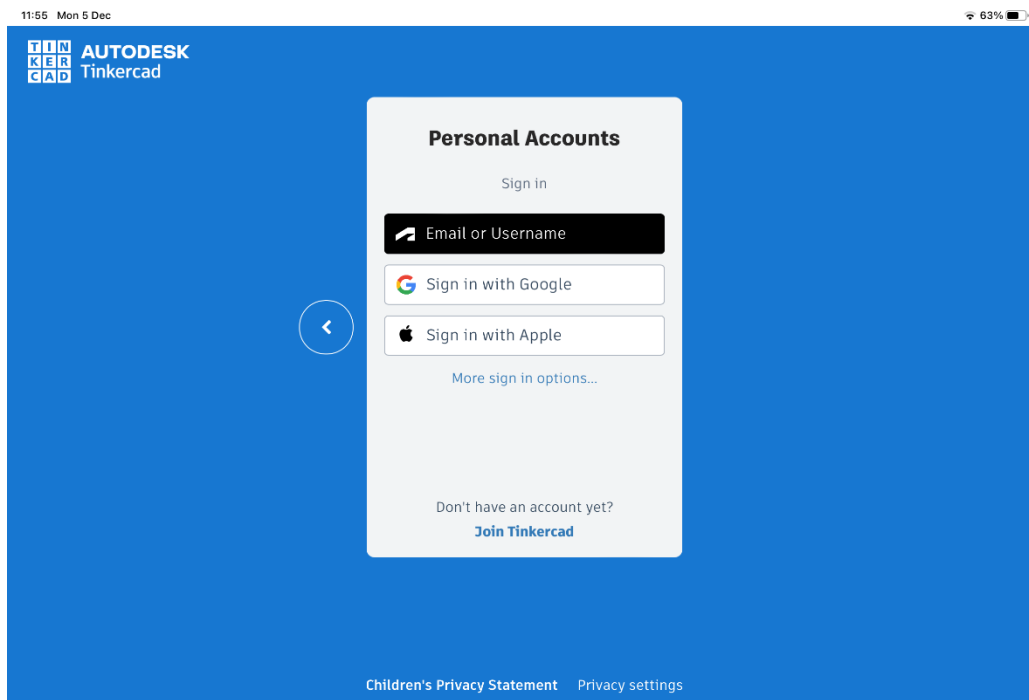 11:55 Mon 5 Dec
63%
TIN
KER
CAD
AUTODESK
Tinkercad
Personal Accounts
Sign in
Email or Username
Sign in with Google
Sign in with Apple
More sign in options...
Don't have an account yet?
Join Tinkercad
Children's Privacy Statement Privacy settings